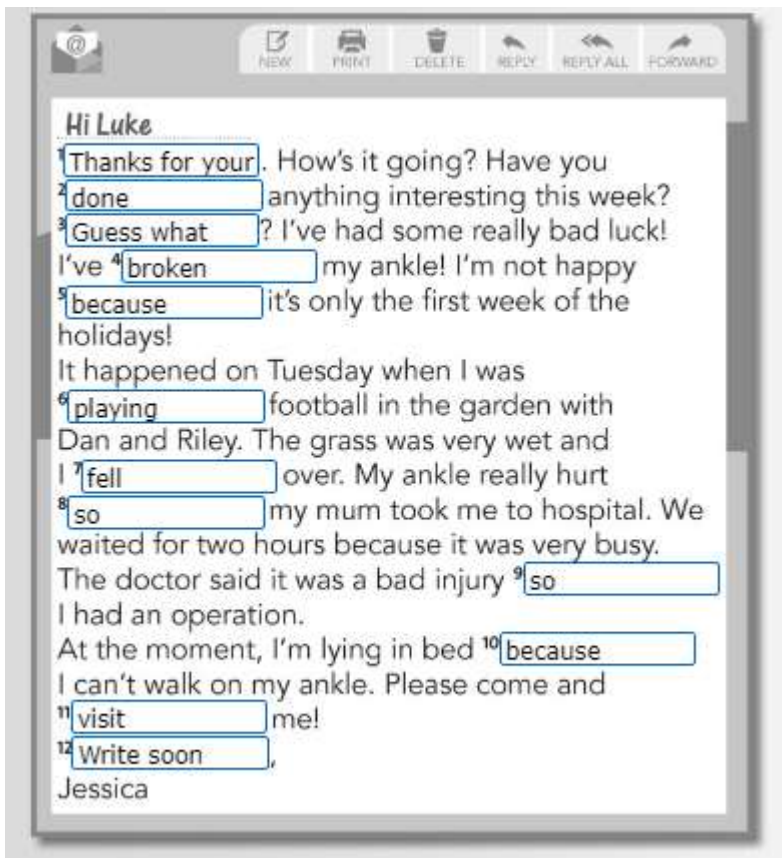 @
NEW PRINT DELETE REPLY REPLY ALL FORWARD
Hi Luke
1 Thanks for your . How's it going? Have you
2 done anything interesting this week?
3 Guess what ? I've had some really bad luck!
I've 4 broken my ankle! I'm not happy
5 because it's only the first week of the
holidays!
It happened on Tuesday when I was
6 playing football in the garden with
Dan and Riley. The grass was very wet and
I 7 fell over. My ankle really hurt
8 so my mum took me to hospital. We
waited for two hours because it was very busy.
The doctor said it was a bad injury 9 so
I had an operation.
At the moment, I'm lying in bed 10 because
I can't walk on my ankle. Please come and
11 visit me!
12 Write soon ,
Jessica